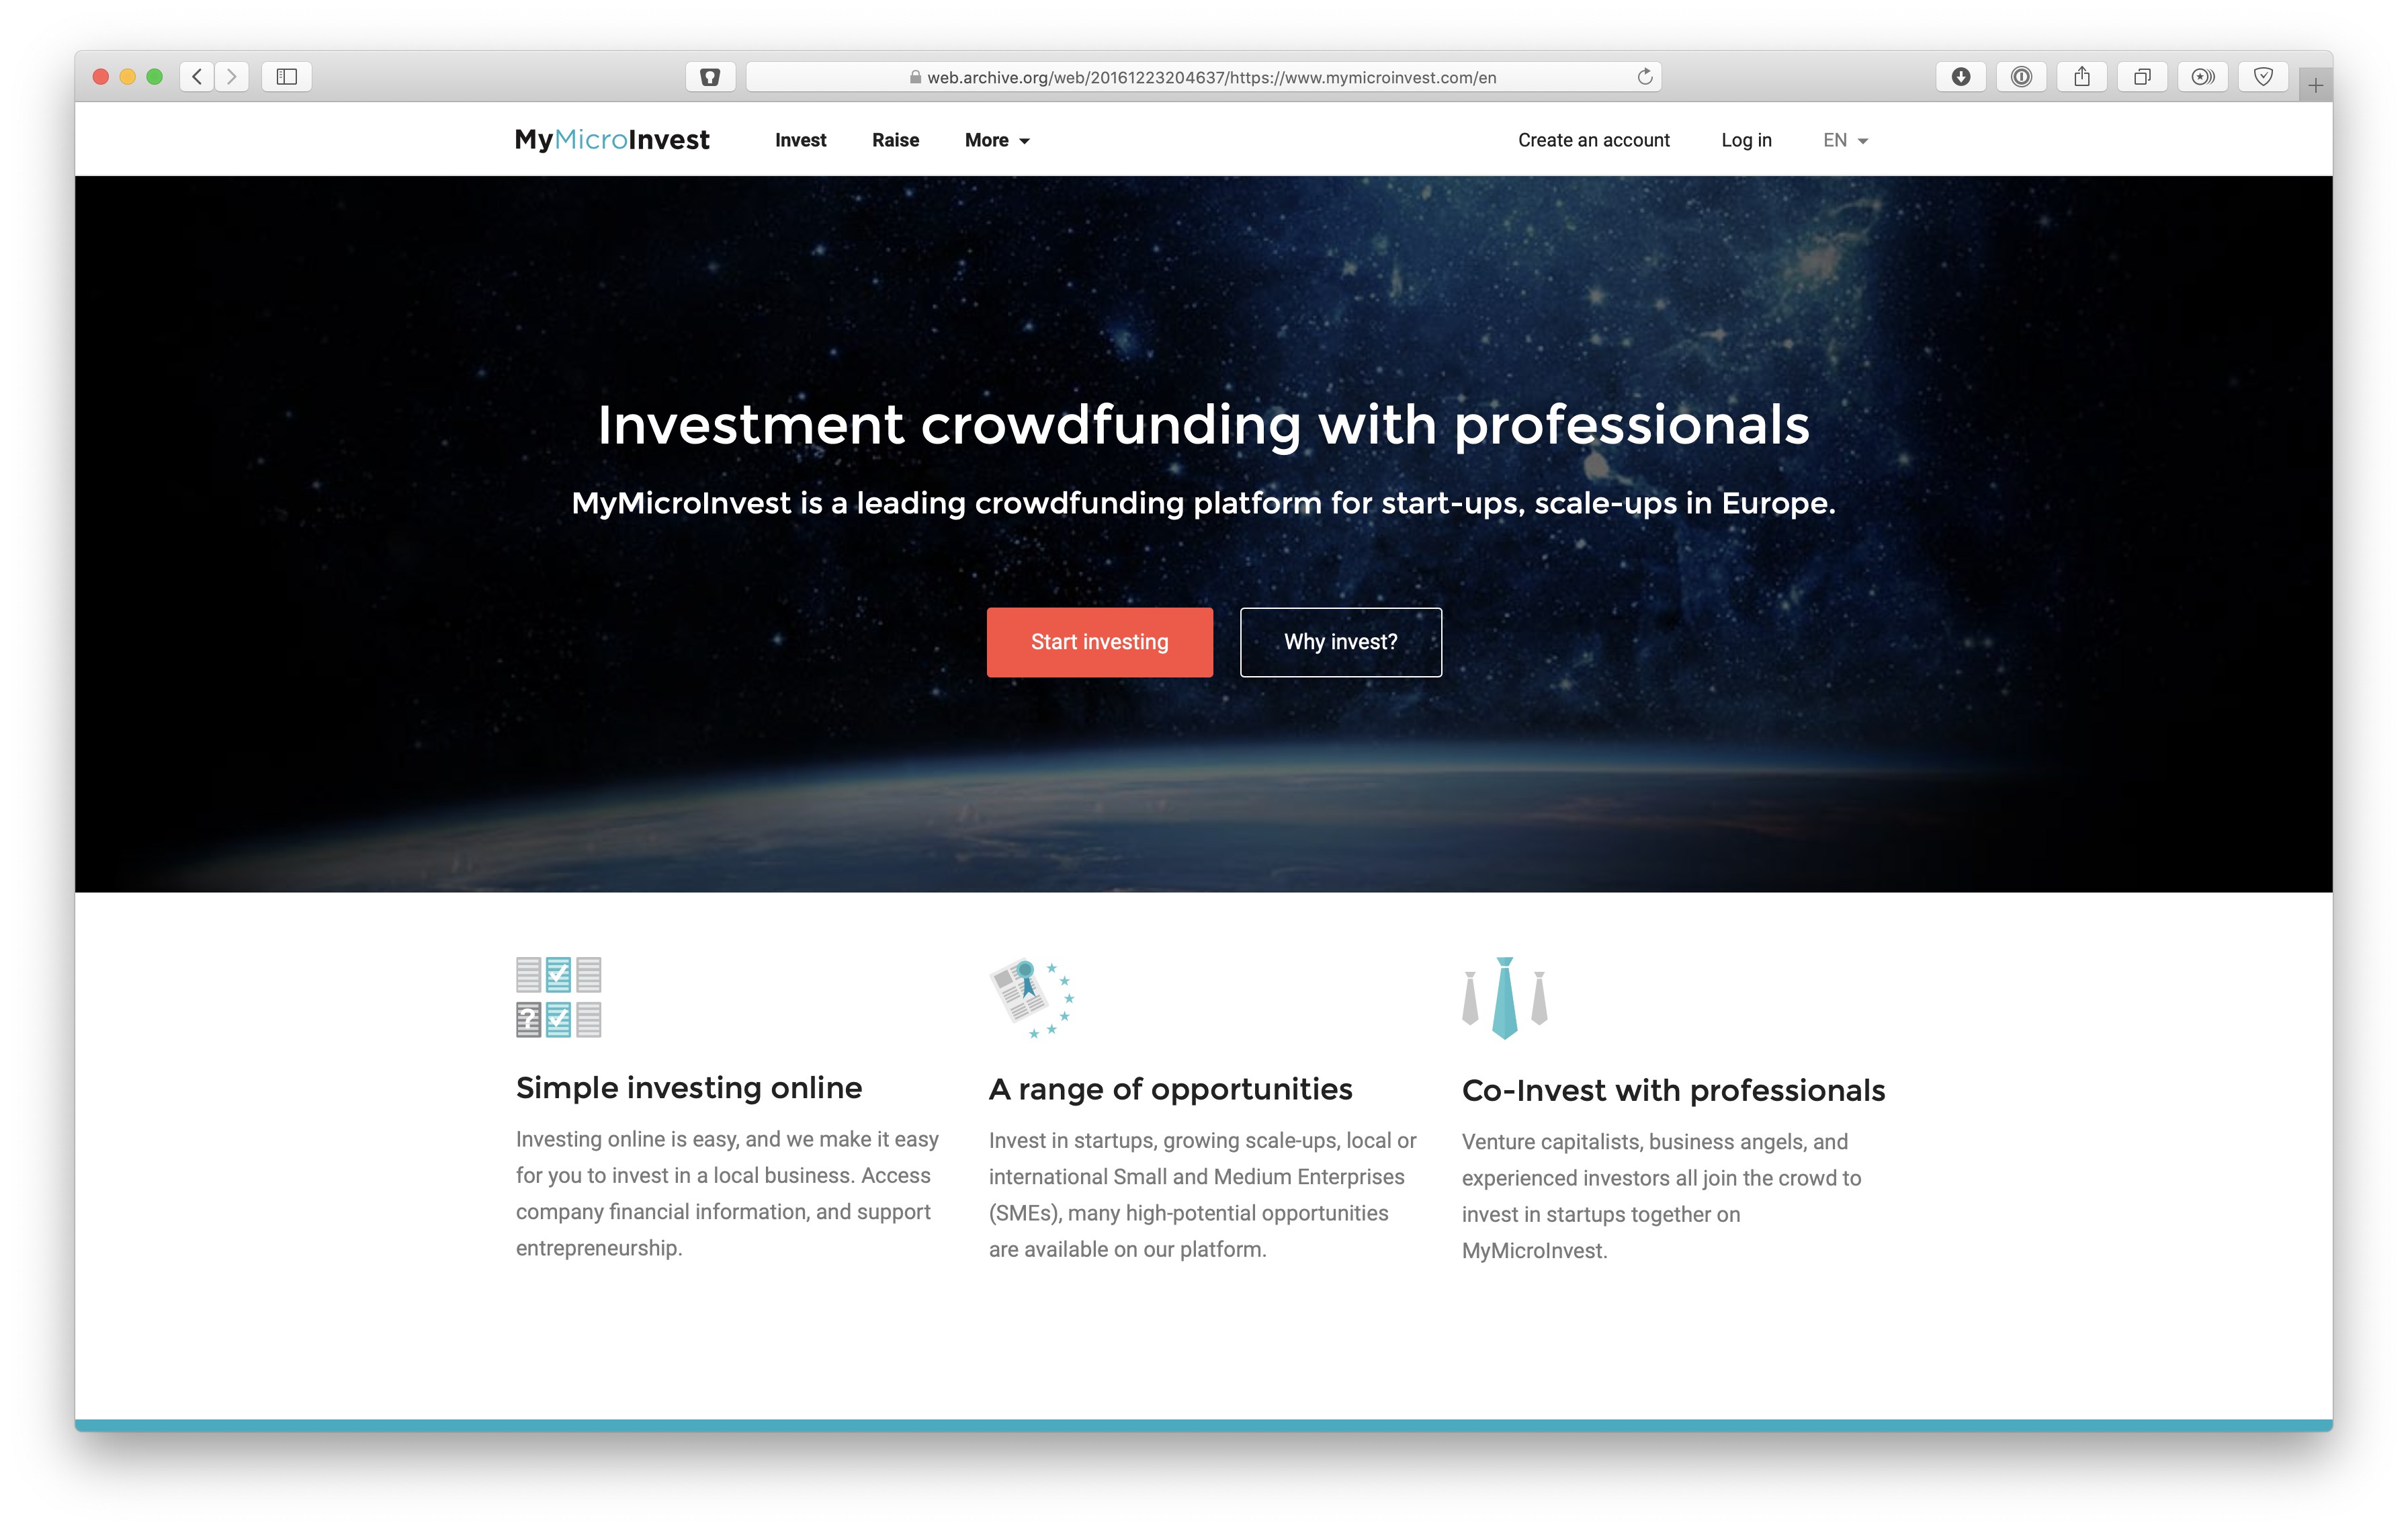 web.archive.org/web/20161223204637/https://www.mymicroinvest.com/en
MyMicroInvest Invest Raise More Create an account Log in EN
Investment crowdfunding with professionals
MyMicroInvest is a leading crowdfunding platform for start-ups, scale-ups in Europe.
Start investing Why invest?
Simple investing online
Investing online is easy, and we make it easy
for you to invest in a local business. Access
company financial information, and support
entrepreneurship.
A range of opportunities
Invest in startups, growing scale-ups, local or
international Small and Medium Enterprises
(SMEs), many high-potential opportunities
are available on our platform.
Co-Invest with professionals
Venture capitalists, business angels, and
experienced investors all join the crowd to
invest in startups together on
MyMicroInvest.